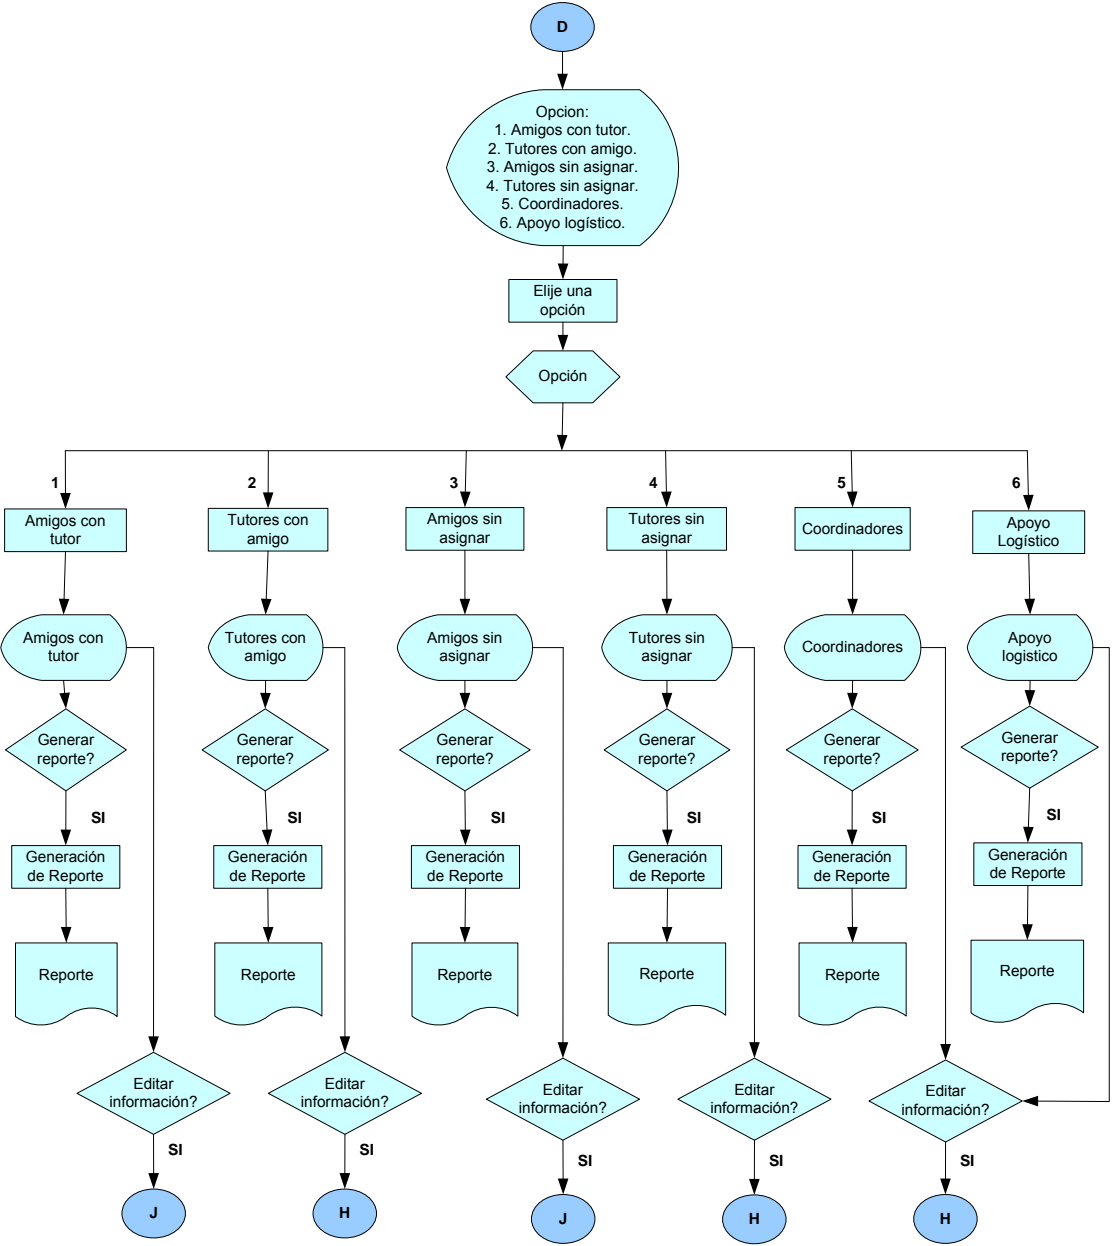 D
Opcion:
1. Amigos con tutor.
2. Tutores con amigo.
3. Amigos sin asignar.
4. Tutores sin asignar.
5. Coordinadores.
6. Apoyo logístico.
Elije una
opción
Opción
1
2
3
4
5
6
Amigos con
tutor
Tutores con
amigo
Amigos sin
asignar
Tutores sin
asignar
Coordinadores
Apoyo
Logístico
Amigos con
tutor
Tutores con
amigo
Amigos sin
asignar
Tutores sin
asignar
Coordinadores
Apoyo
logistico
Generar
reporte?
Generar
reporte?
Generar
reporte?
Generar
reporte?
Generar
reporte?
Generar
reporte?
SI
SI
SI
SI
SI
SI
Generación
de Reporte
Generación
de Reporte
Generación
de Reporte
Generación
de Reporte
Generación
de Reporte
Generación
de Reporte
Reporte
Reporte
Reporte
Reporte
Reporte
Reporte
Editar
información?
Editar
información?
Editar
información?
Editar
información?
Editar
información?
SI
SI
SI
SI
SI
J
H
J
H
H